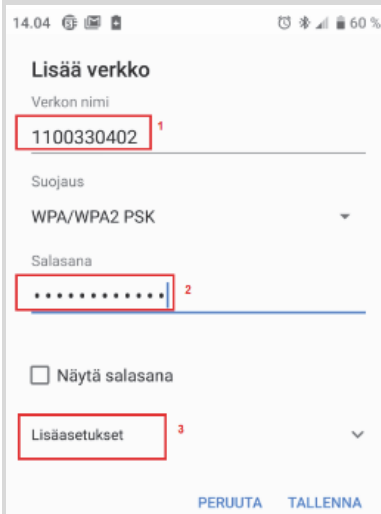 14.04 60 %
Lisää verkko
Verkon nimi
1100330402 1
Suojaus
WPA/WPA2 PSK
Salasana
•••••••••••• 2
Näytä salasana
Lisäasetukset 3
PERUUTA TALLENNA